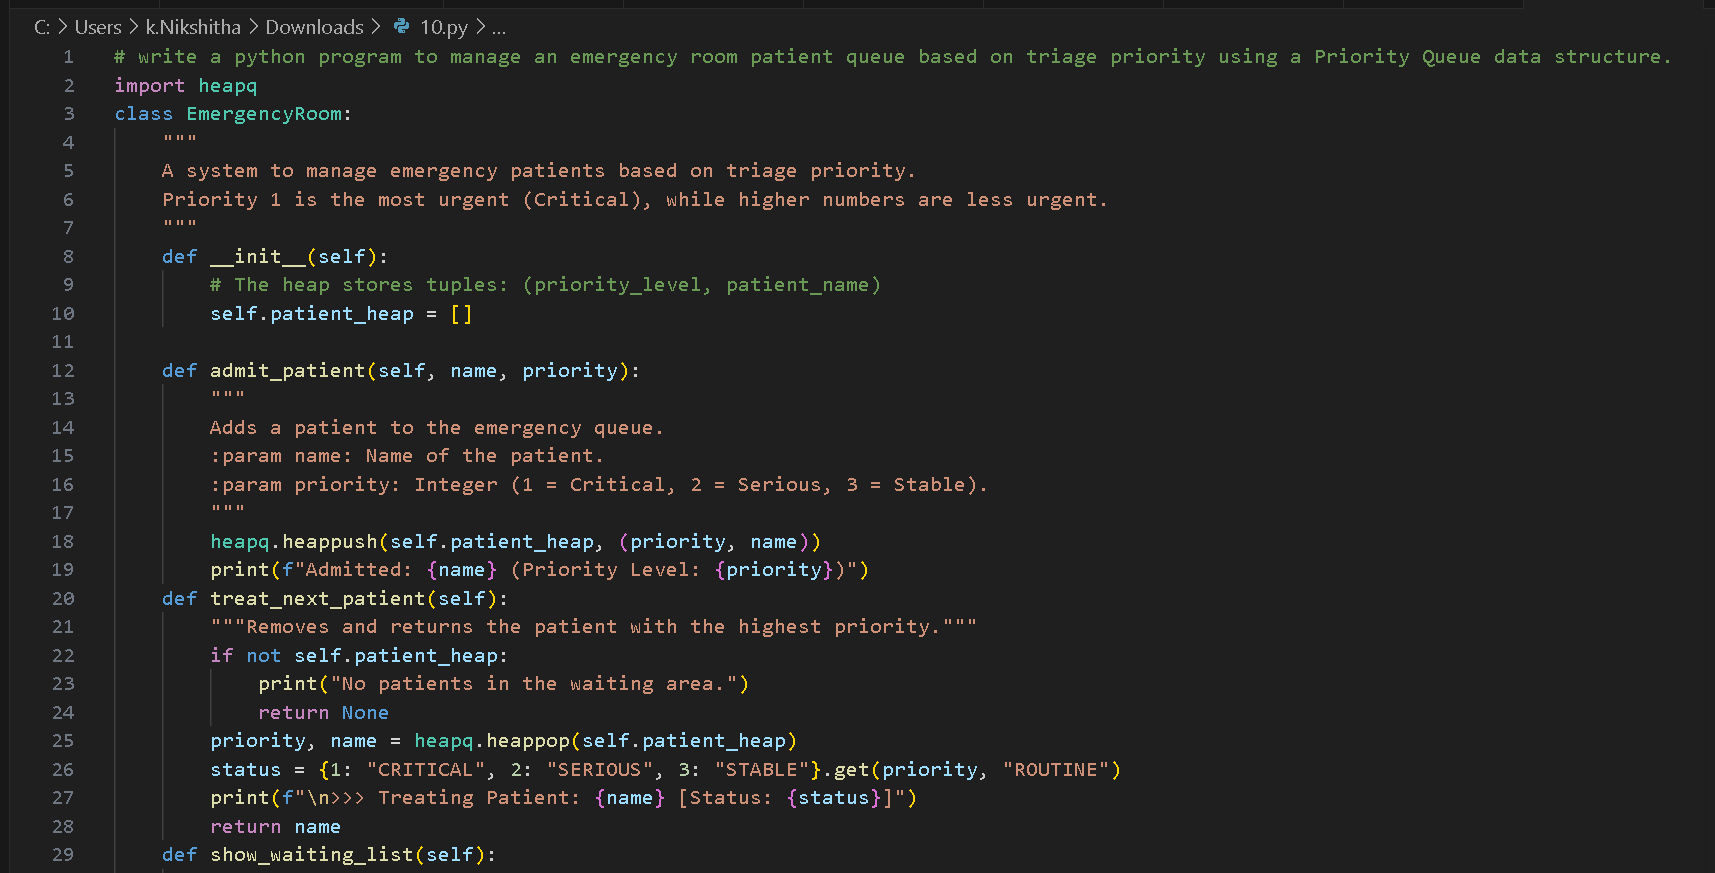 C: > Users > k.Nikshitha > Downloads > 10.py > ...
1 # write a python program to manage an emergency room patient queue based on triage priority using a Priority Queue data structure.
2 import heapq
3 class EmergencyRoom:
4     """
5     A system to manage emergency patients based on triage priority.
6     Priority 1 is the most urgent (Critical), while higher numbers are less urgent.
7     """
8     def __init__(self):
9         # The heap stores tuples: (priority_level, patient_name)
10         self.patient_heap = []
11
12     def admit_patient(self, name, priority):
13         """
14         Adds a patient to the emergency queue.
15         :param name: Name of the patient.
16         :param priority: Integer (1 = Critical, 2 = Serious, 3 = Stable).
17         """
18         heapq.heappush(self.patient_heap, (priority, name))
19         print(f"Admitted: {name} (Priority Level: {priority})")
20     def treat_next_patient(self):
21         """Removes and returns the patient with the highest priority."""
22         if not self.patient_heap:
23             print("No patients in the waiting area.")
24             return None
25         priority, name = heapq.heappop(self.patient_heap)
26         status = {1: "CRITICAL", 2: "SERIOUS", 3: "STABLE"}.get(priority, "ROUTINE")
27         print(f"\n>>> Treating Patient: {name} [Status: {status}]")
28         return name
29     def show_waiting_list(self):